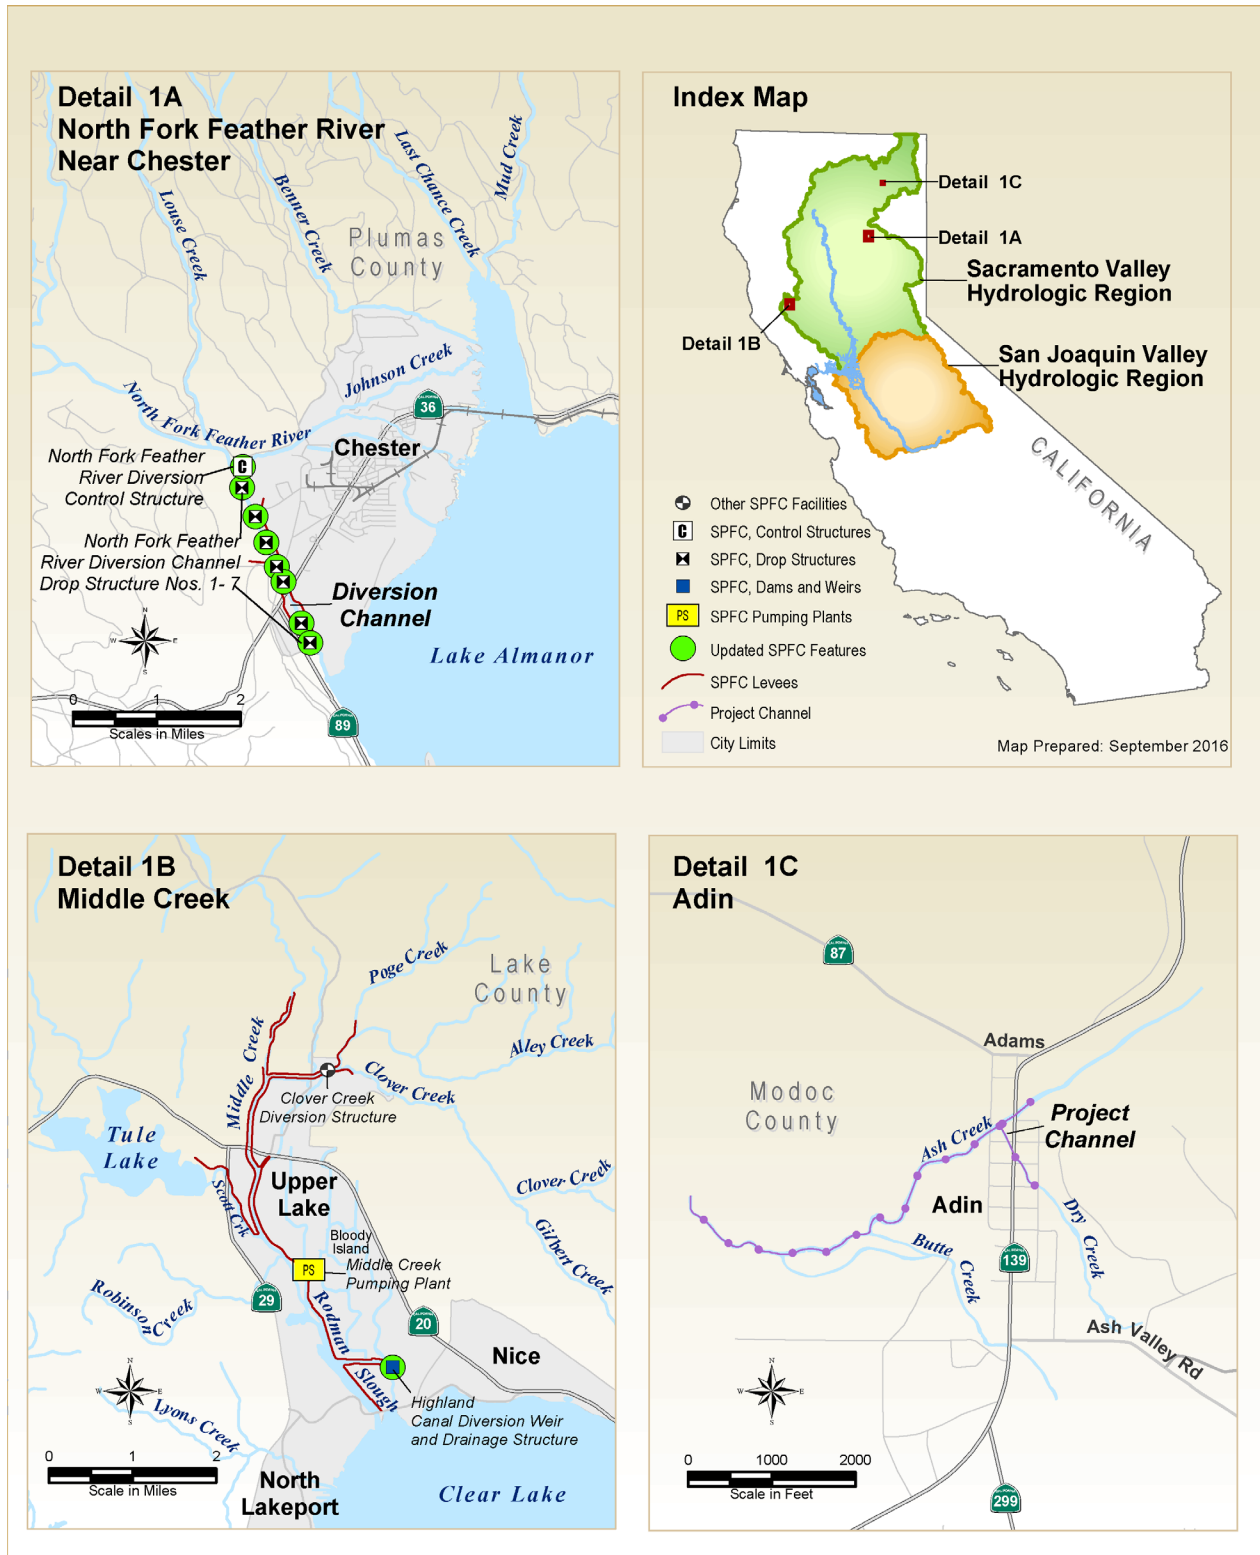 Detail 1A
North Fork Feather River
Near Chester
Louse Creek
Benner Creek
Last Chance Creek
Mud Creek
Plumas
County
Johnson Creek
North Fork Feather River
36
Chester
North Fork Feather
River Diversion
Control Structure
C
North Fork Feather
River Diversion Channel
Drop Structure Nos. 1- 7
Diversion
Channel
Lake Almanor
N
W
E
S
0
1
2
Scales in Miles
89
Index Map
Detail 1C
Detail 1A
Sacramento Valley
Hydrologic Region
Detail 1B
San Joaquin Valley
Hydrologic Region
CALIFORNIA
Other SPFC Facilities
C
SPFC, Control Structures
SPFC, Drop Structures
SPFC, Dams and Weirs
PS
SPFC Pumping Plants
Updated SPFC Features
SPFC Levees
Project Channel
City Limits
Map Prepared: September 2016
Detail 1B
Middle Creek
Poge Creek
Lake
County
Middle Creek
Alley Creek
Clover Creek
Clover Creek
Diversion Structure
Tule
Lake
Scott Crk
Upper
Lake
Clover Creek
Gilbert Creek
Bloody
Island
PS
Middle Creek
Pumping Plant
Robinson Creek
29
Rodman
Slough
20
Nice
Highland
Canal Diversion Weir
and Drainage Structure
N
W
E
S
Lyons Creek
0
1
2
Scale in Miles
North
Lakeport
Clear Lake
Detail 1C
Adin
87
Adams
Modoc
County
Ash Creek
Project
Channel
Adin
Butte Creek
Dry Creek
139
Ash Valley Rd
N
W
E
S
0
1000
2000
Scale in Feet
299